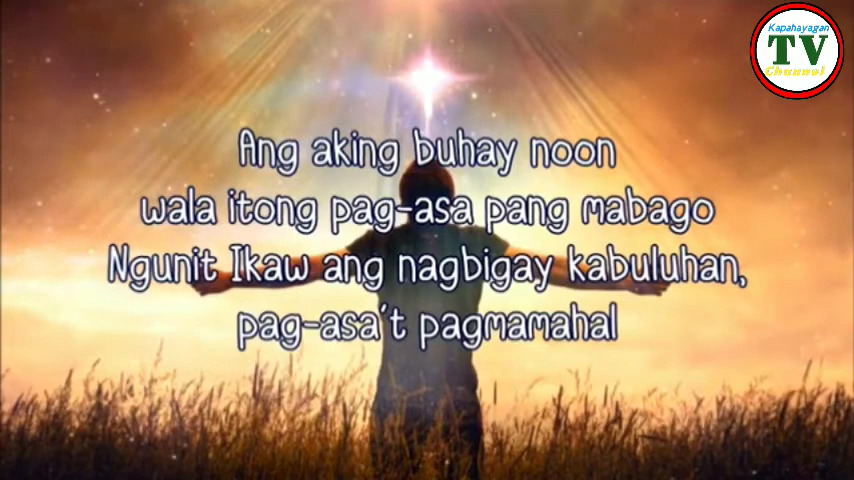 Kapahayagan
TV
Channel
Ang aking buhay noon
wala itong pag-asa pang mabago
Ngunit Ikaw ang nagbigay kabuluhan,
pag-asa't pagmamahal